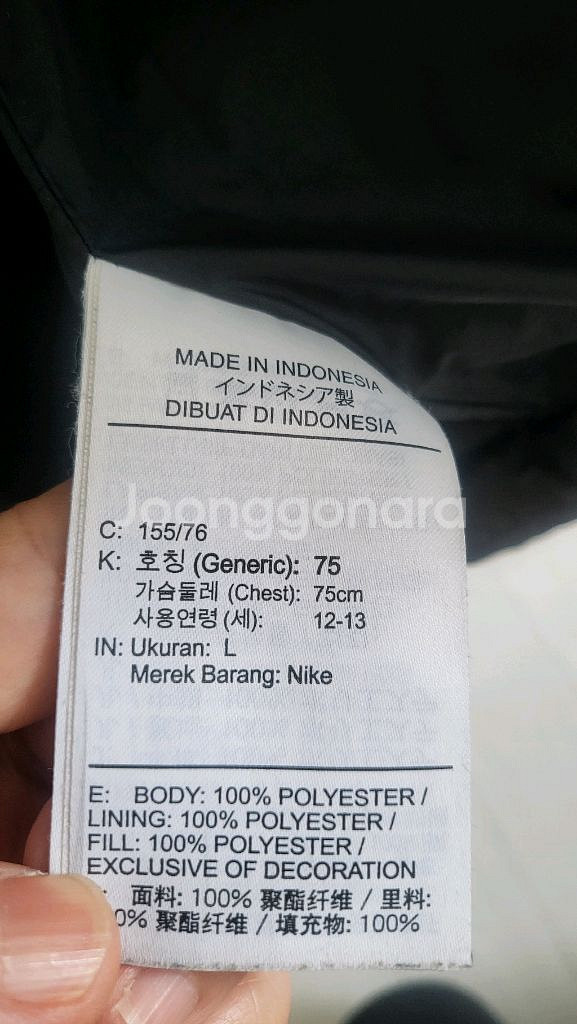 MADE IN INDONESIA
インドネシア製
DIBUAT DI INDONESIA
Joonggonara
C: 155/76
K: 호칭 (Generic): 75
가슴둘레 (Chest): 75cm
사용연령 (세): 12-13
IN: Ukuran: L
Merek Barang: Nike
E: BODY: 100% POLYESTER /
LINING: 100% POLYESTER /
FILL: 100% POLYESTER /
EXCLUSIVE OF DECORATION
: 面料: 100% 聚酯纤维 / 里料:
0% 聚酯纤维 / 填充物: 100%